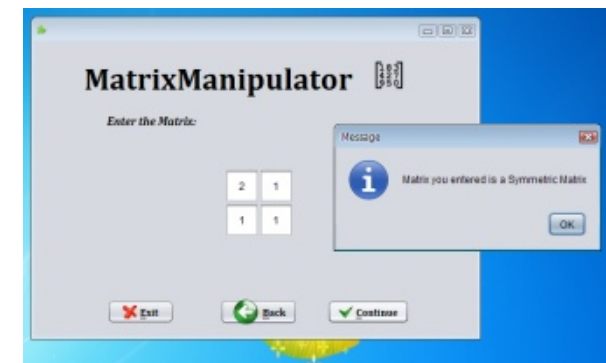 MatrixManipulator
Enter the Matrix:
Message
Matrix you entered is a Symmetric Matrix
OK
2 1
1 1
Exit Back Continue